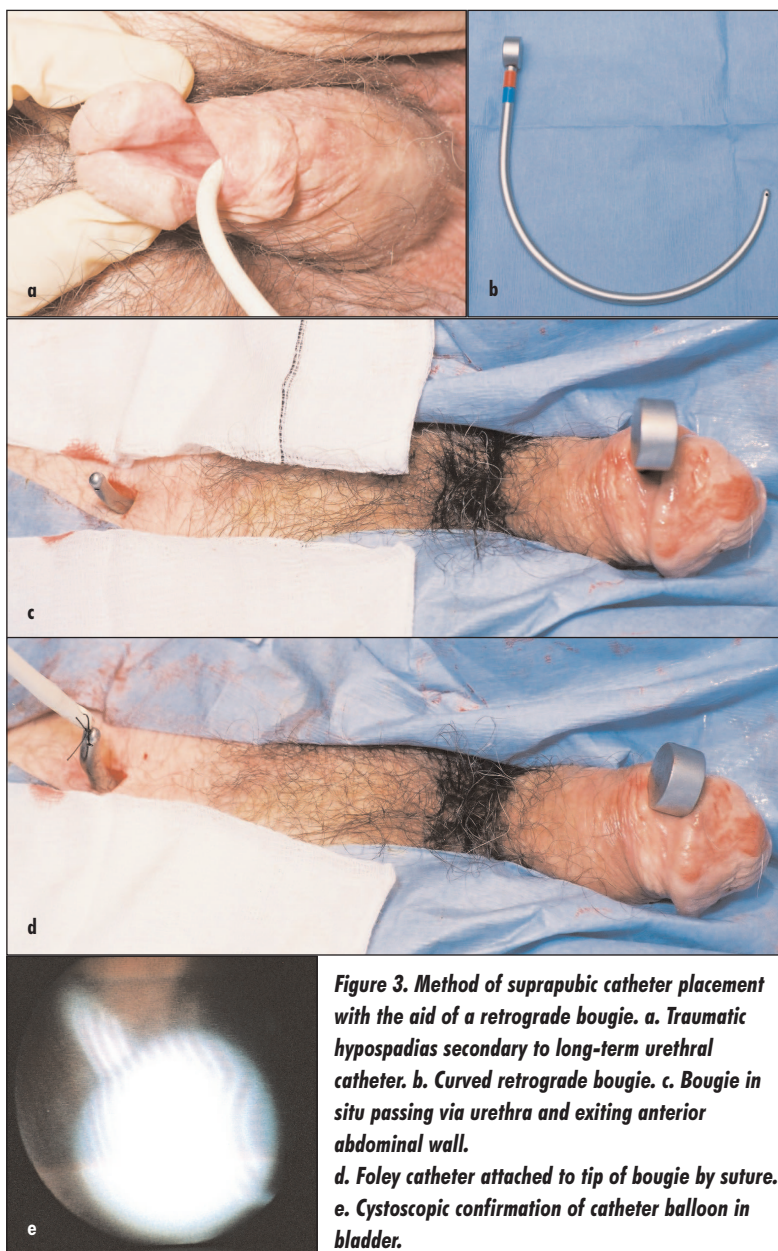 a
b
c
d
e
Figure 3. Method of suprapubic catheter placement
with the aid of a retrograde bougie. a. Traumatic
hypospadias secondary to long-term urethral
catheter. b. Curved retrograde bougie. c. Bougie in
situ passing via urethra and exiting anterior
abdominal wall.
d. Foley catheter attached to tip of bougie by suture.
e. Cystoscopic confirmation of catheter balloon in
bladder.